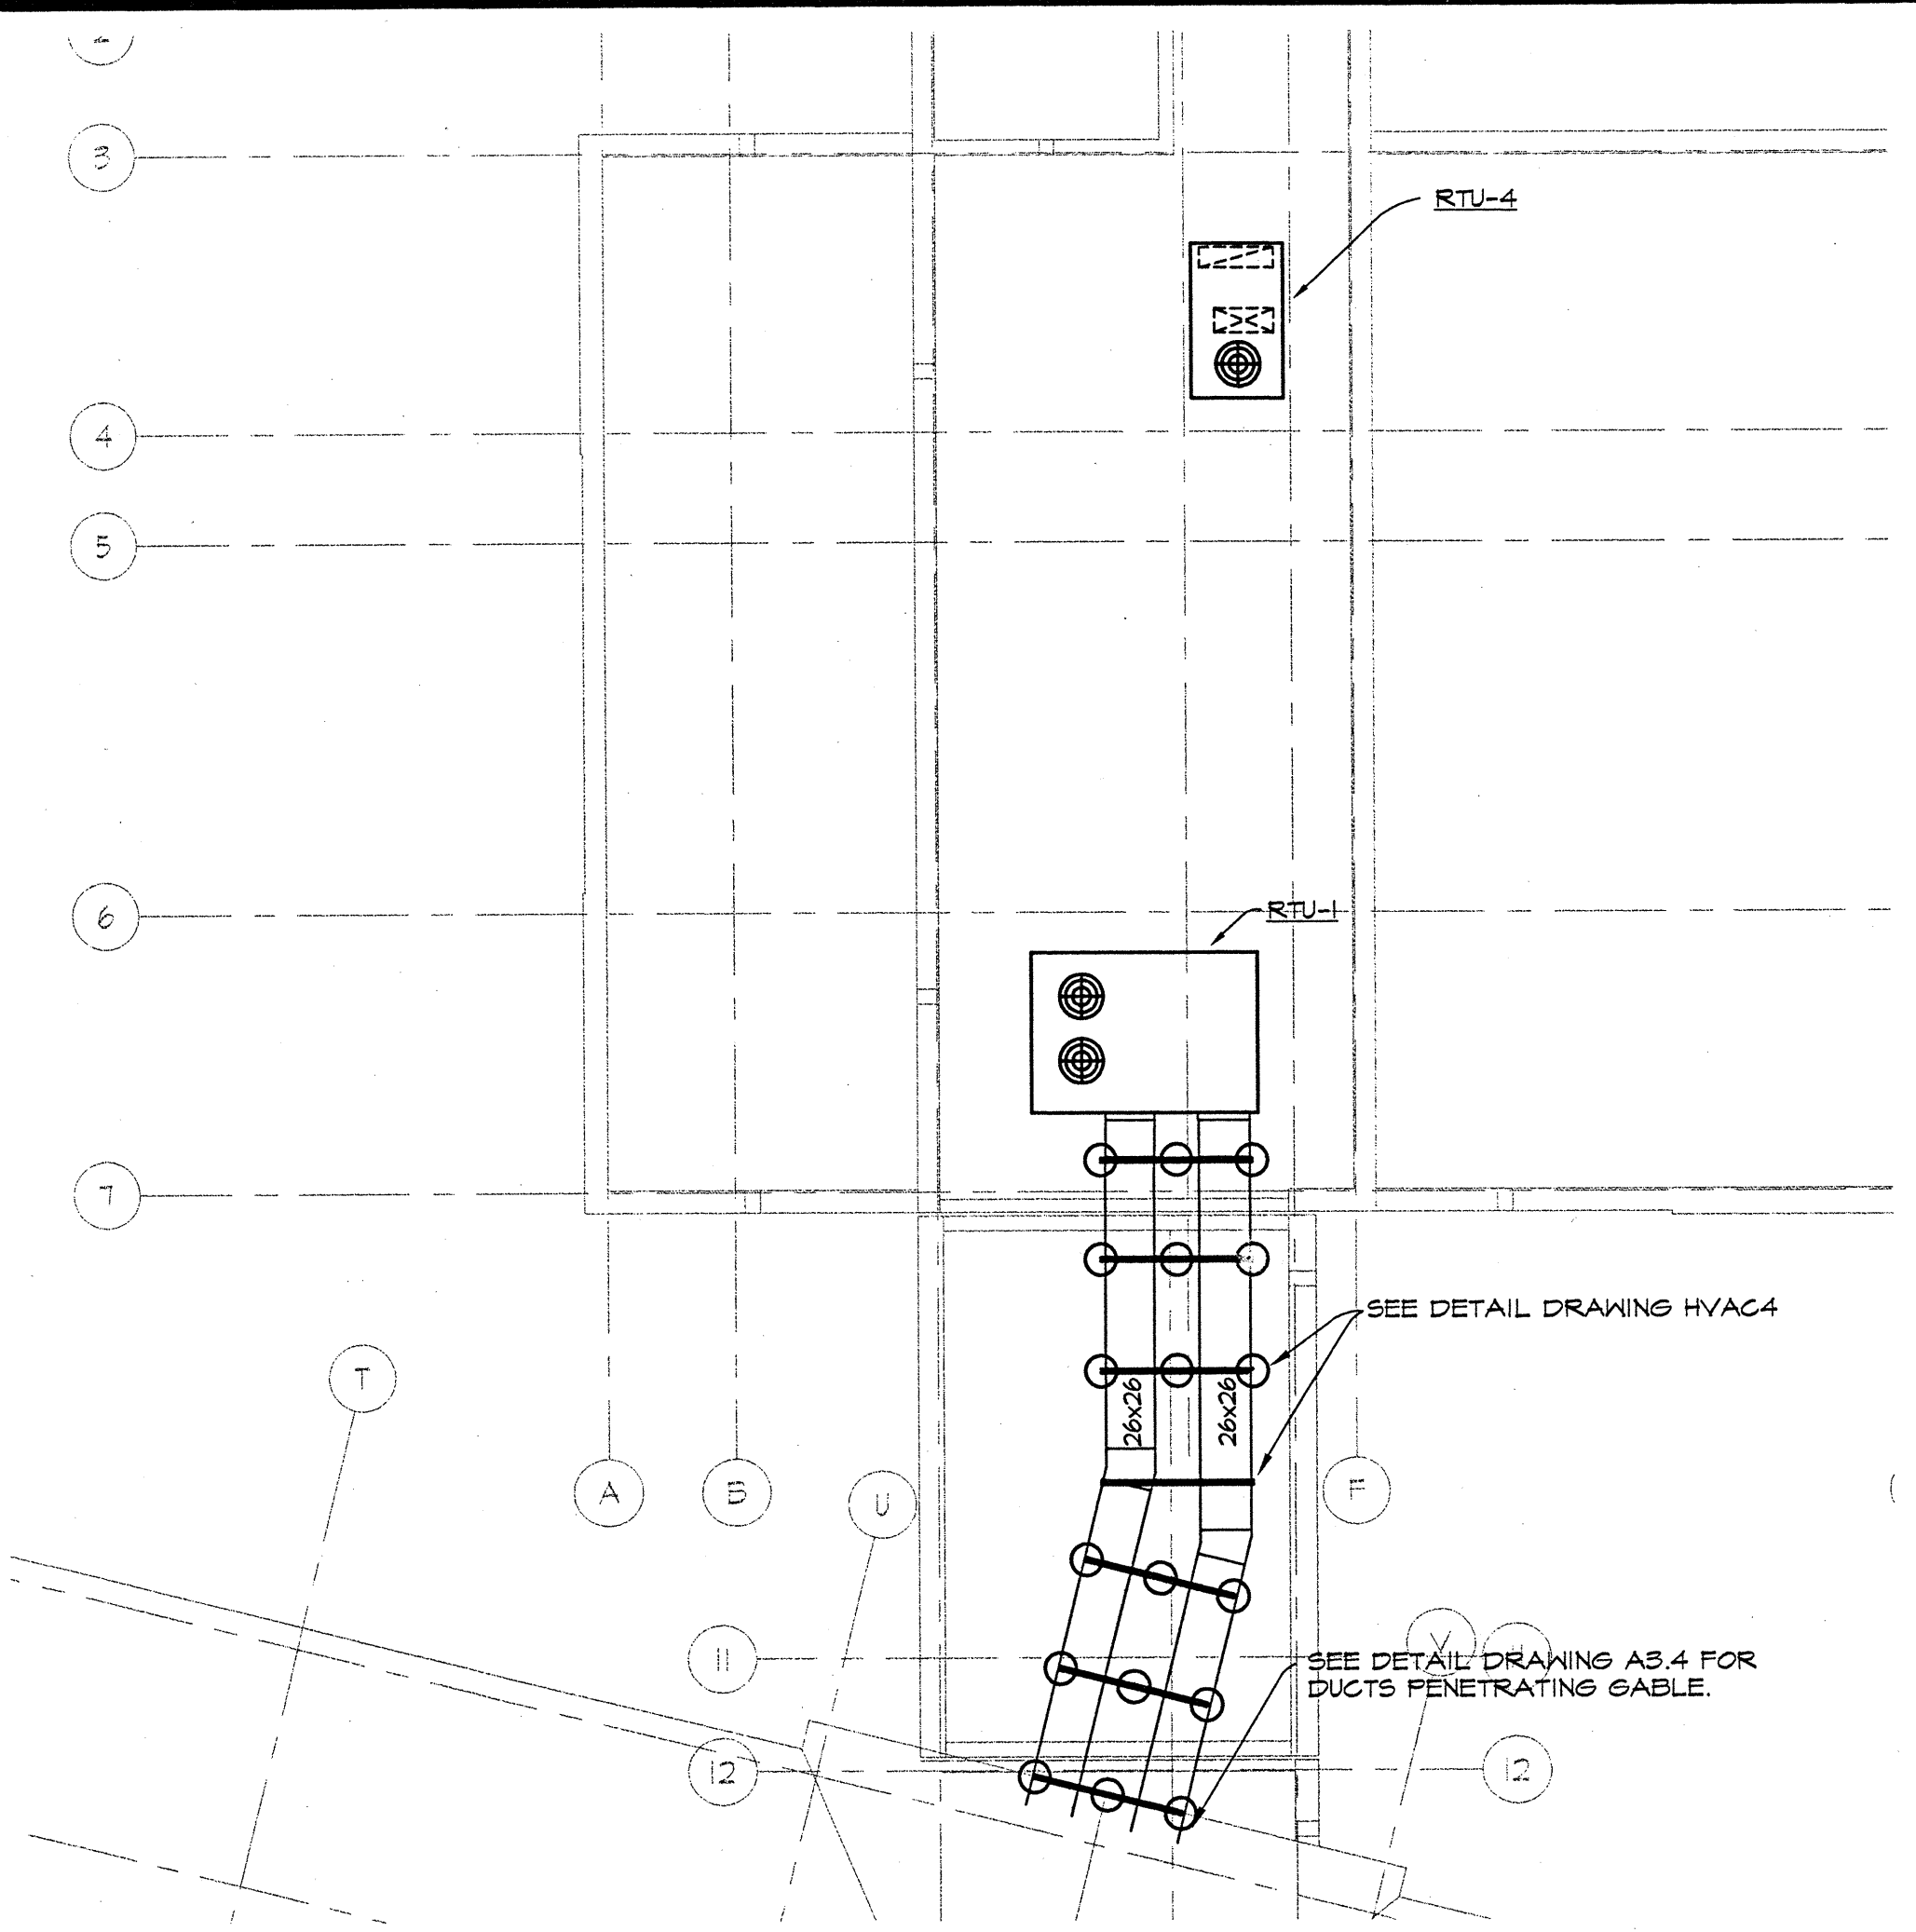 3
RTU-4
4
5
6
RTU-1
7
SEE DETAIL DRAWING HVAC4
T
26x26
26x26
A
B
U
F
11
V
SEE DETAIL DRAWING A3.4 FOR
DUCTS PENETRATING GABLE.
12
12